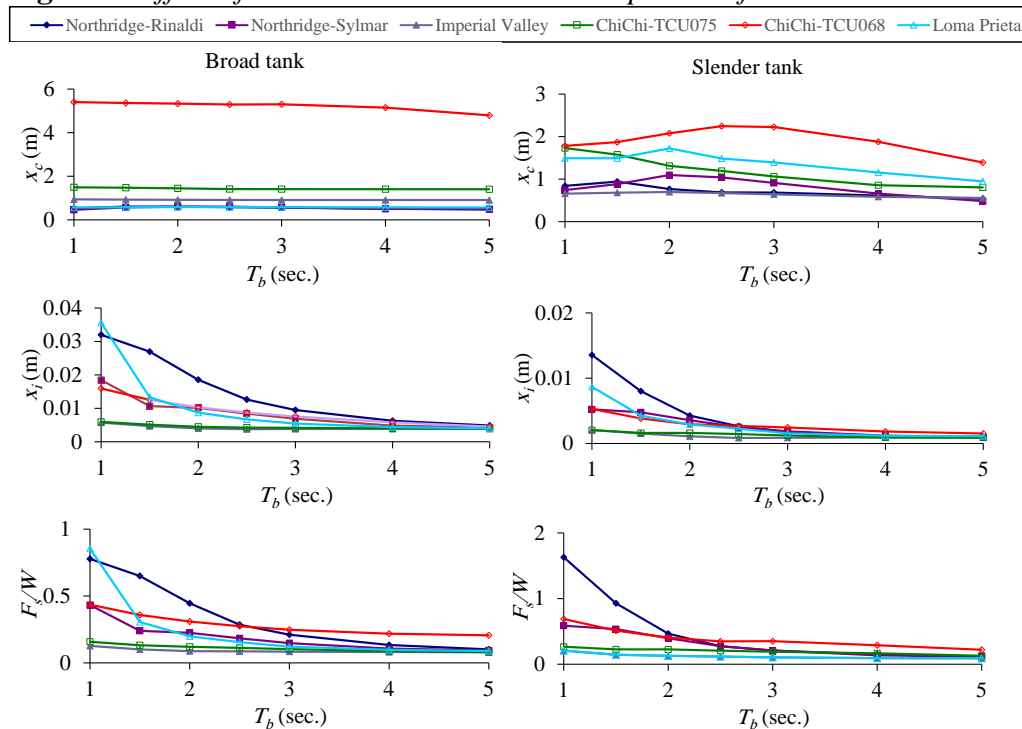 Northridge-Rinaldi Northridge-Sylmar Imperial Valley ChiChi-TCU075 ChiChi-TCU068 Loma Prieta
Broad tank
Slender tank
x_c (m)
6
4
2
0
1 2 3 4 5
T_b (sec.)
x_c (m)
3
2
1
0
1 2 3 4 5
T_b (sec.)
x_i (m)
0.04
0.03
0.02
0.01
0
1 2 3 4 5
T_b (sec.)
x_i (m)
0.02
0.01
0
1 2 3 4 5
T_b (sec.)
F_s/W
1
0.5
0
1 2 3 4 5
T_b (sec.)
F_s/W
2
1
0
1 2 3 4 5
T_b (sec.)